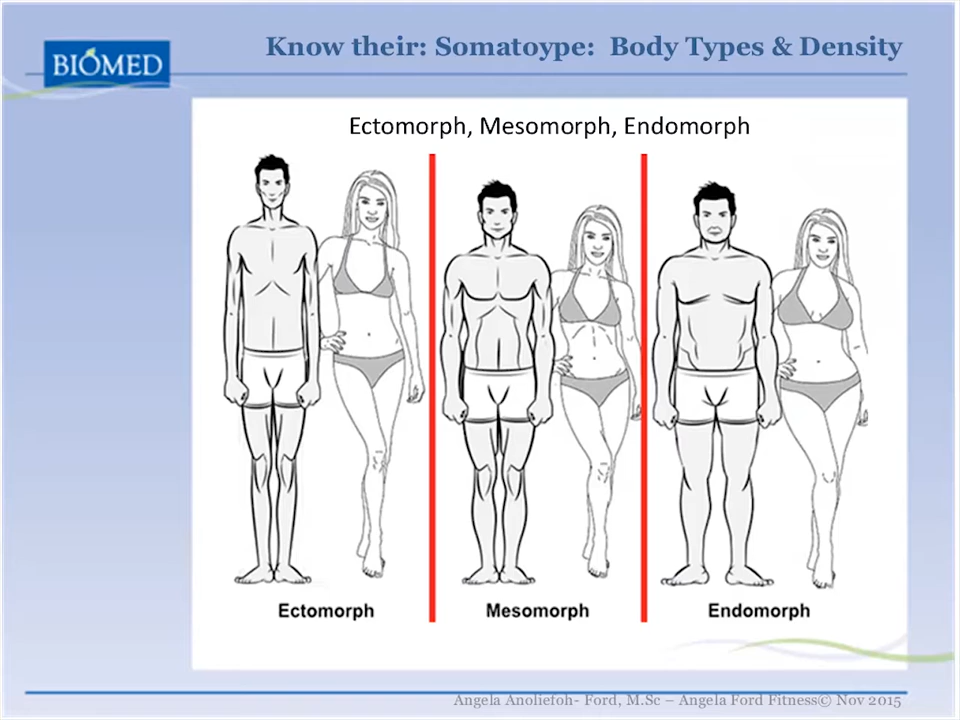 Know their: Somatoype: Body Types & Density
BIOMED
Ectomorph, Mesomorph, Endomorph
Ectomorph
Mesomorph
Endomorph
Angela Anoliefoh- Ford, M.Sc – Angela Ford Fitness© Nov 2015